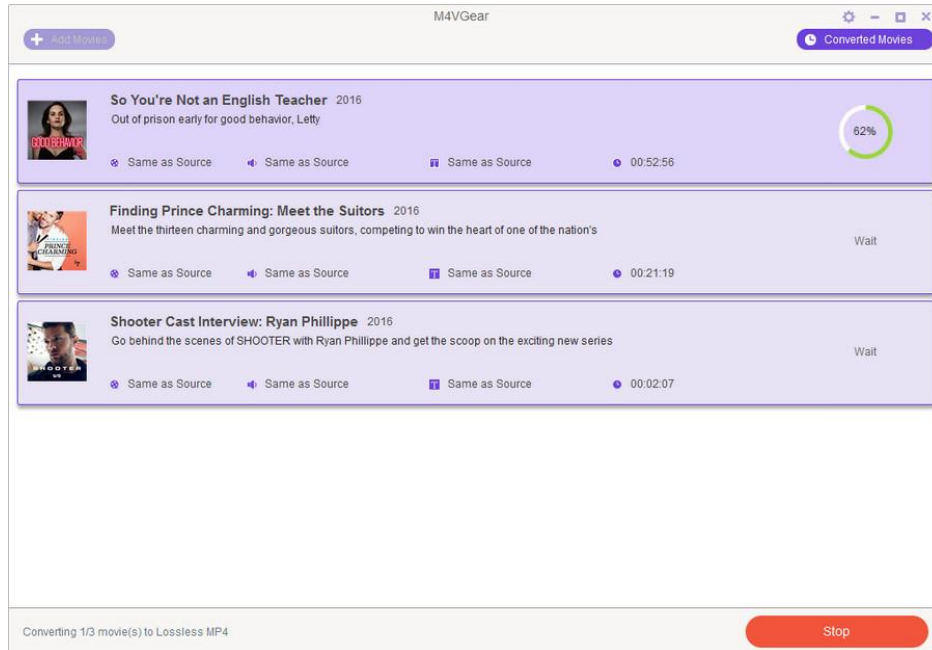 M4VGear
Add Movies
Converted Movies
So You're Not an English Teacher 2016
Out of prison early for good behavior, Letty
GOOD BEHAVIOR
Same as Source Same as Source Same as Source 00:52:56
62%
Finding Prince Charming: Meet the Suitors 2016
Meet the thirteen charming and gorgeous suitors, competing to win the heart of one of the nation's
PRINCE
CHARMING
Same as Source Same as Source Same as Source 00:21:19
Wait
Shooter Cast Interview: Ryan Phillippe 2016
Go behind the scenes of SHOOTER with Ryan Phillippe and get the scoop on the exciting new series
SHOOTER
Same as Source Same as Source Same as Source 00:02:07
Wait
Converting 1/3 movie(s) to Lossless MP4
Stop